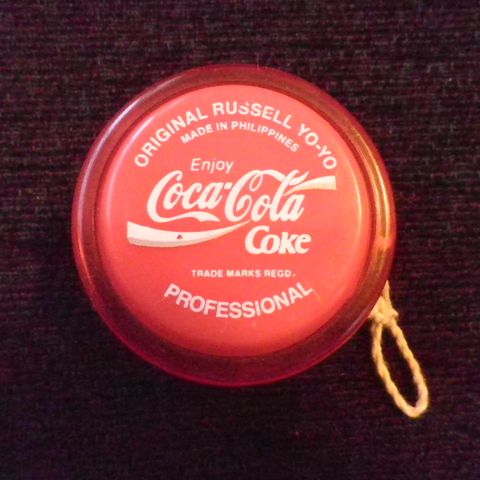 ORIGINAL RUSSELL YO-YO
MADE IN PHILIPPINES
Enjoy
Coca-Cola
Coke
TRADE MARKS REGD.
PROFESSIONAL